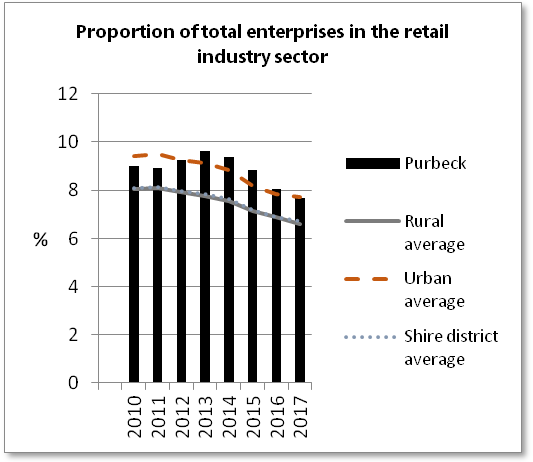 Proportion of total enterprises in the retail
industry sector
12
10
8
6
4
2
0
%
2010
2011
2012
2013
2014
2015
2016
2017
Purbeck
Rural
average
Urban
average
Shire district
average